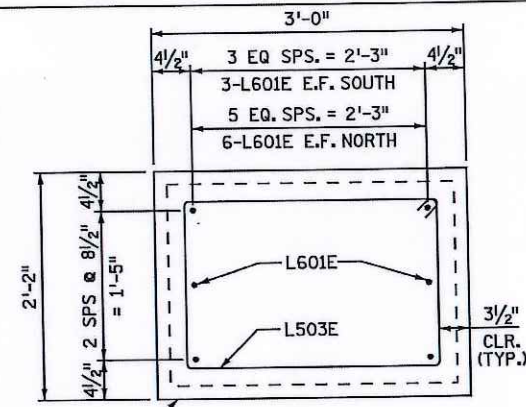 3'-0"
4½" 3 EQ SPS. = 2'-3" 4½"
3-L601E E.F. SOUTH
5 EQ. SPS. = 2'-3"
6-L601E E.F. NORTH
4½"
2'-2"
2 SPS @ 8½"
= 1'-5"
4½"
L601E
L503E
3½"
CLR.
(TYP.)